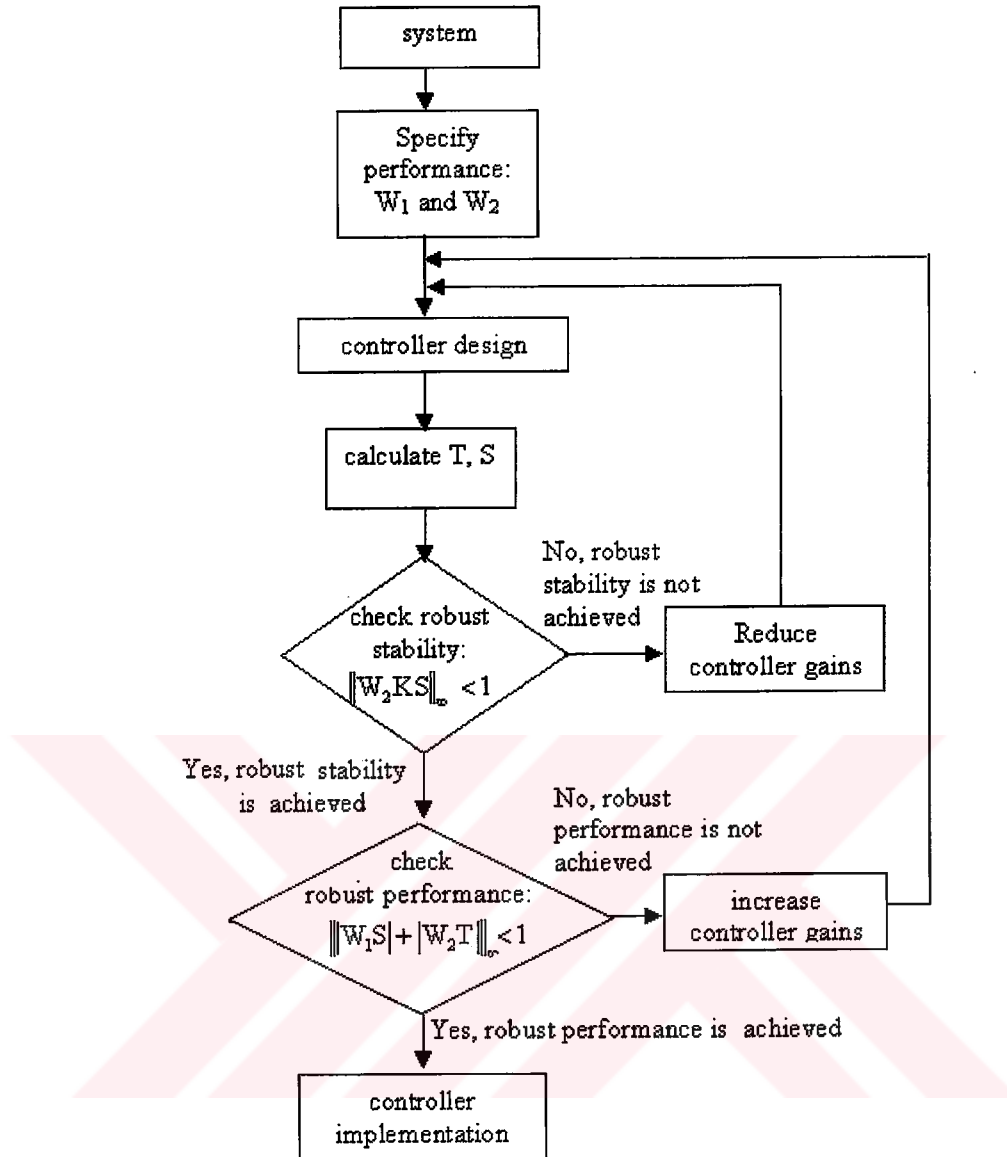 system
Specify
performance:
W₁ and W₂
controller design
calculate T, S
No, robust
stability is not
achieved
check robust
stability:
‖W₂KS‖∞ <1
Reduce
controller gains
Yes, robust stability
is achieved
No, robust
performance is not
achieved
check
robust performance:
‖|W₁S|+|W₂T|‖∞<1
increase
controller gains
Yes, robust performance is achieved
controller
implementation